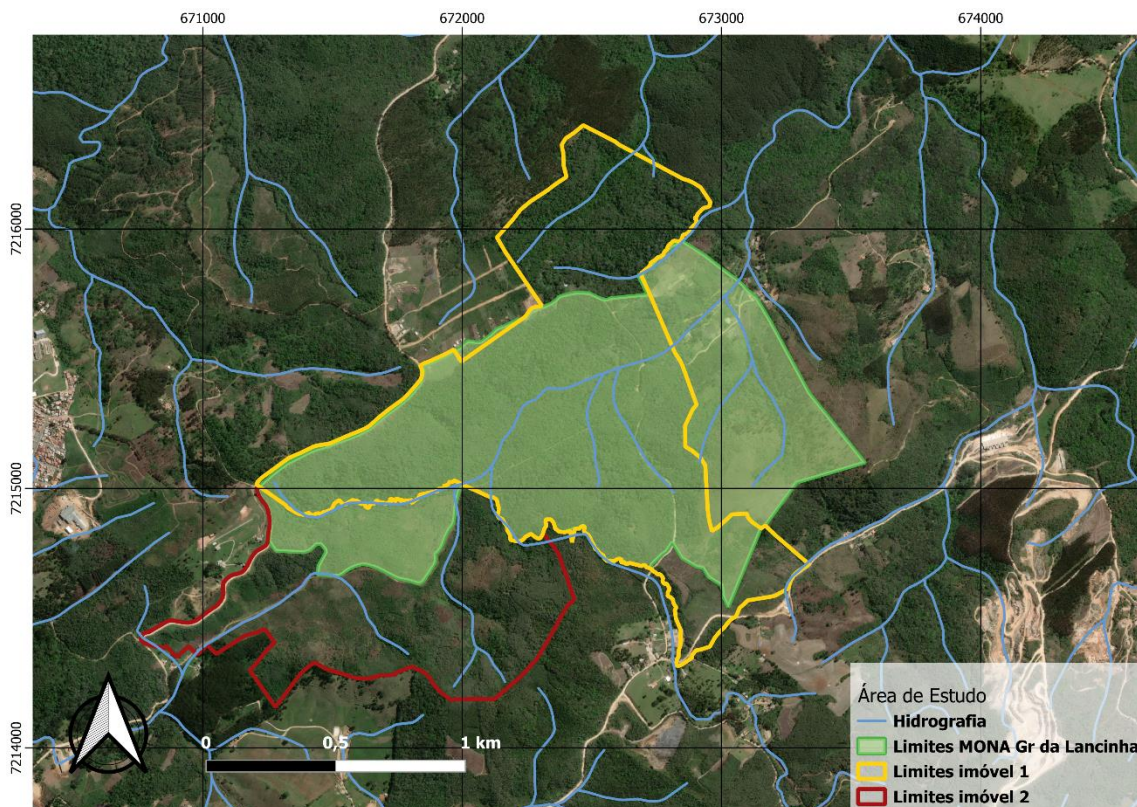 671000 672000 673000 674000
7216000
7215000
7214000
0 0,5 1 km
Área de Estudo
Hidrografia
Limites MONA Gr da Lancinha
Limites imóvel 1
Limites imóvel 2